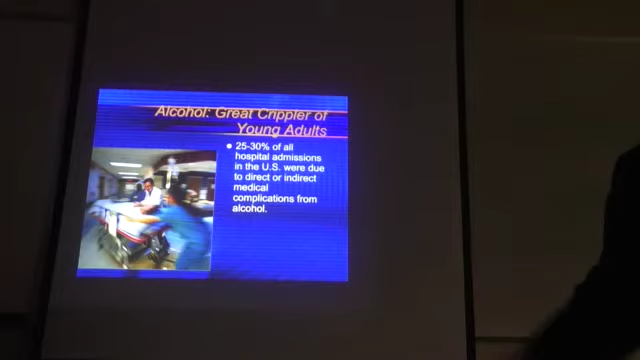 Alcohol: Great Crippler of
Young Adults
25-30% of all
hospital admissions
in the U.S. were due
to direct or indirect
medical
complications from
alcohol.